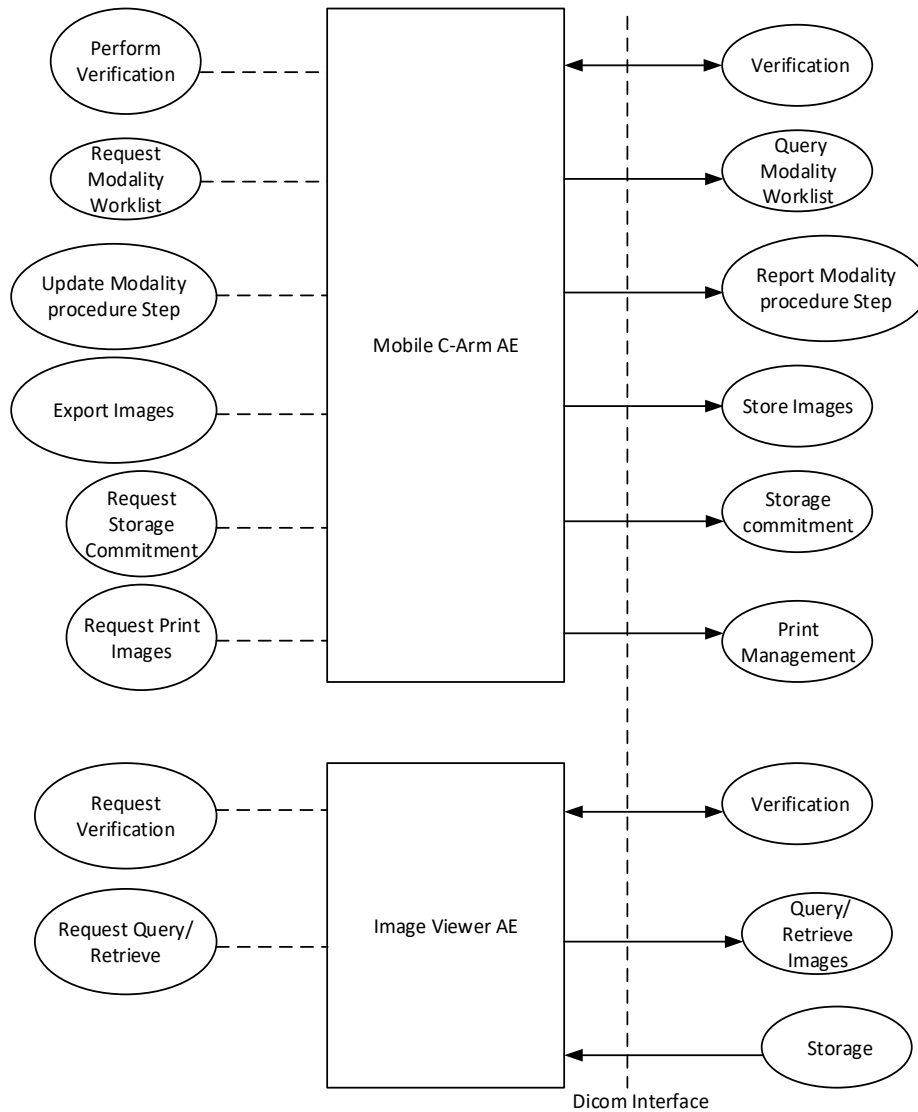 Perform
Verification
Verification
Request
Modality
Worklist
Query
Modality
Worklist
Update Modality
procedure Step
Report Modality
procedure Step
Mobile C-Arm AE
Export Images
Store Images
Request
Storage
Commitment
Storage
commitment
Request Print
Images
Print
Management
Request
Verification
Verification
Request Query/
Retrieve
Image Viewer AE
Query/
Retrieve
Images
Storage
Dicom Interface